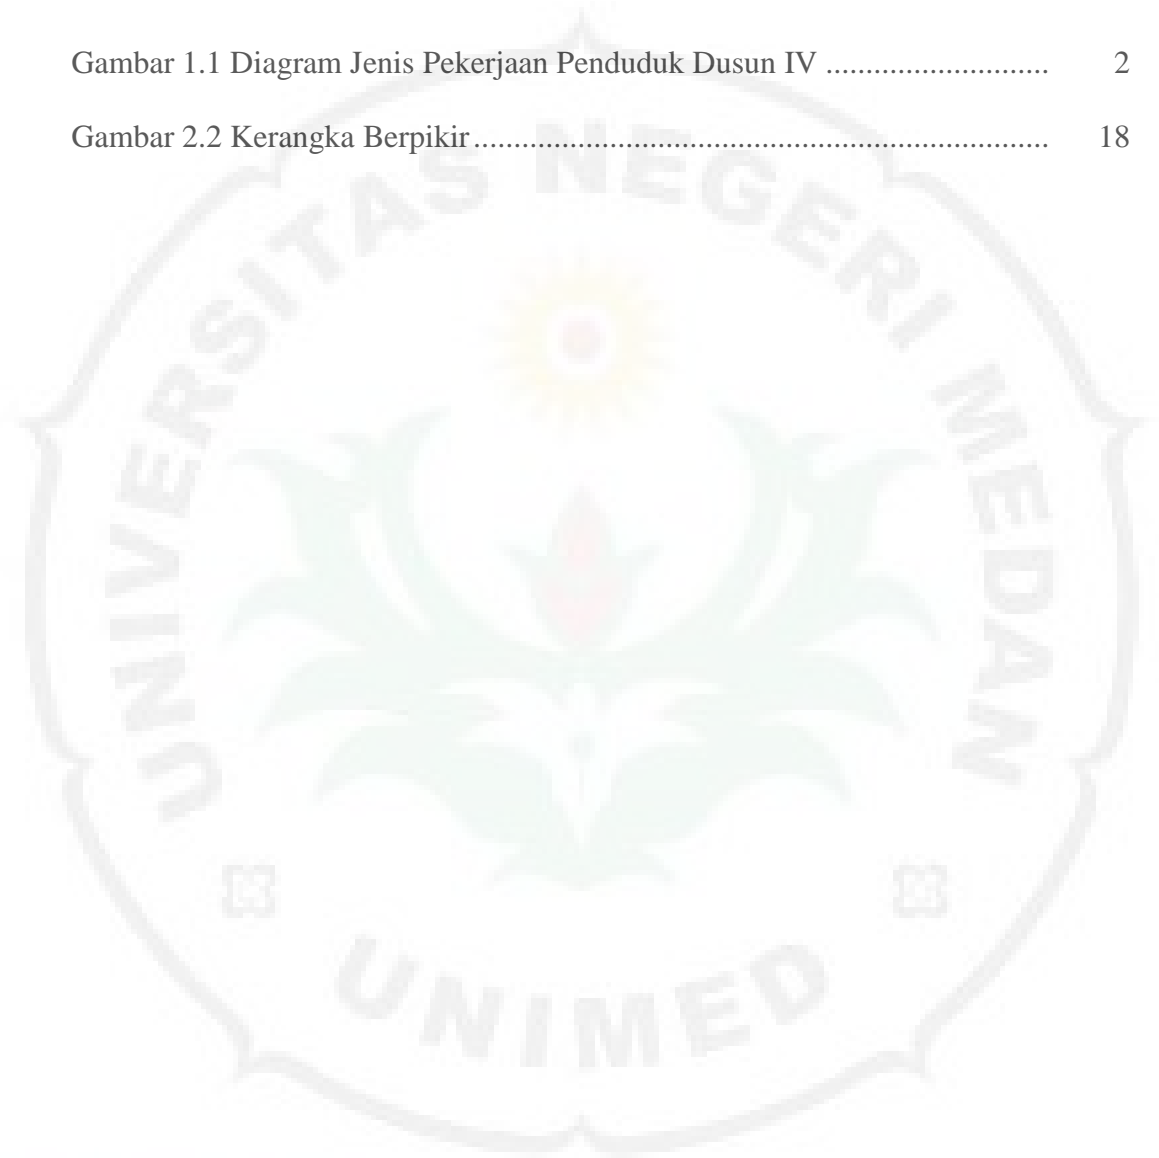 Gambar 1.1 Diagram Jenis Pekerjaan Penduduk Dusun IV ............................ 2
Gambar 2.2 Kerangka Berpikir........................................................................ 18
UNIVERSITAS NEGERI MEDAN
UNIMED